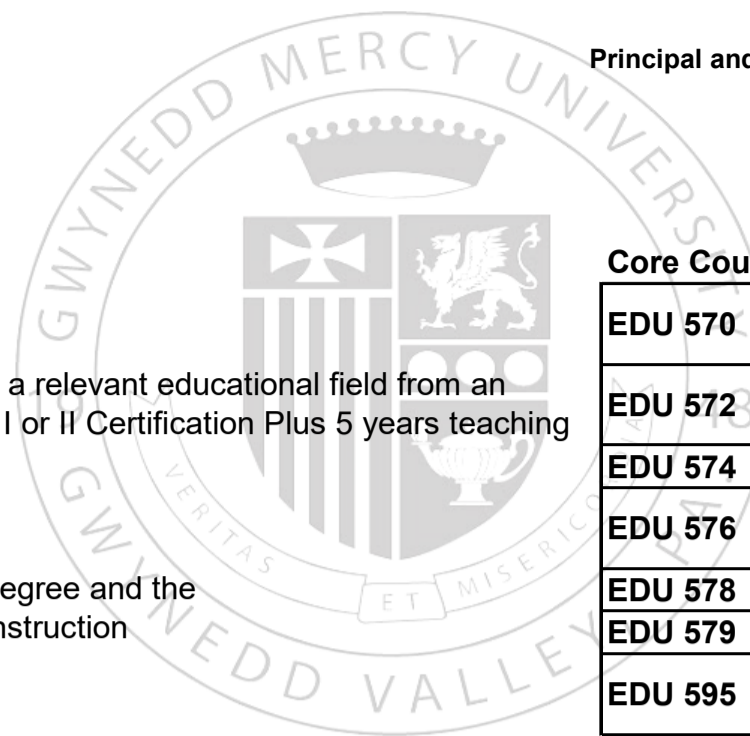 GWYNEDD MERCY UNIVERSITY
Principal and
a relevant educational field from an
I or II Certification Plus 5 years teaching
egree and the
nstruction
Core Cou
EDU 570
EDU 572
EDU 574
EDU 576
EDU 578
EDU 579
EDU 595
VERITAS ET MISERICORDIA
GWYNEDD VALLEY PA